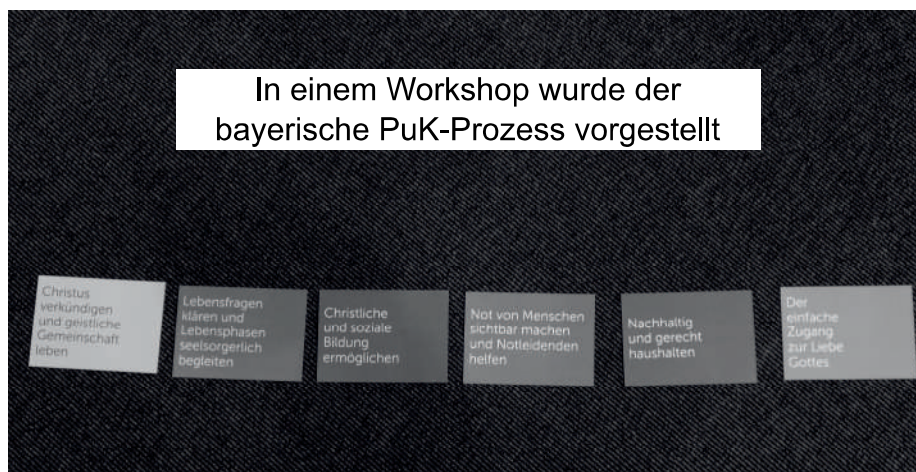 In einem Workshop wurde der
bayerische PuK-Prozess vorgestellt
Christus
verkündigen
und geistliche
Gemeinschaft
leben
Lebensfragen
klären und
Lebensphasen
seelsorgerlich
begleiten
Christliche
und soziale
Bildung
ermöglichen
Not von Menschen
sichtbar machen
und Notleidenden
helfen
Nachhaltig
und gerecht
haushalten
Der
einfache
Zugang
zur Liebe
Gottes